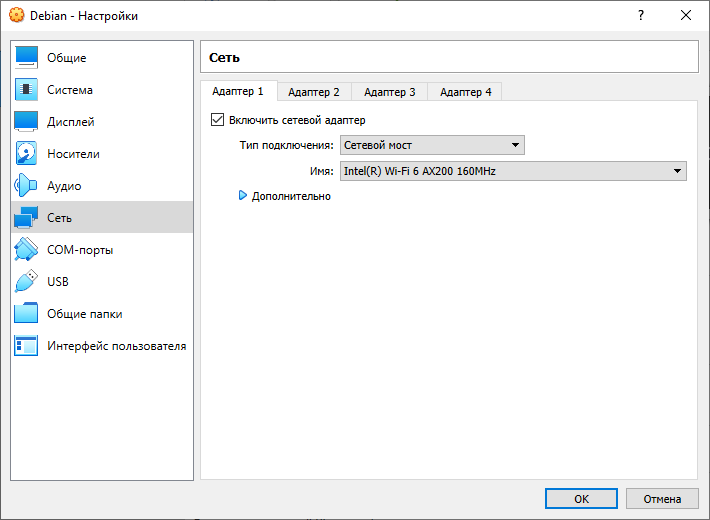 Debian - Настройки
?
Общие
Система
Дисплей
Носители
Аудио
Сеть
COM-порты
USB
Общие папки
Интерфейс пользователя
Сеть
Адаптер 1 Адаптер 2 Адаптер 3 Адаптер 4
Включить сетевой адаптер
Тип подключения: Сетевой мост
Имя: Intel(R) Wi-Fi 6 AX200 160MHz
Дополнительно
OK Отмена